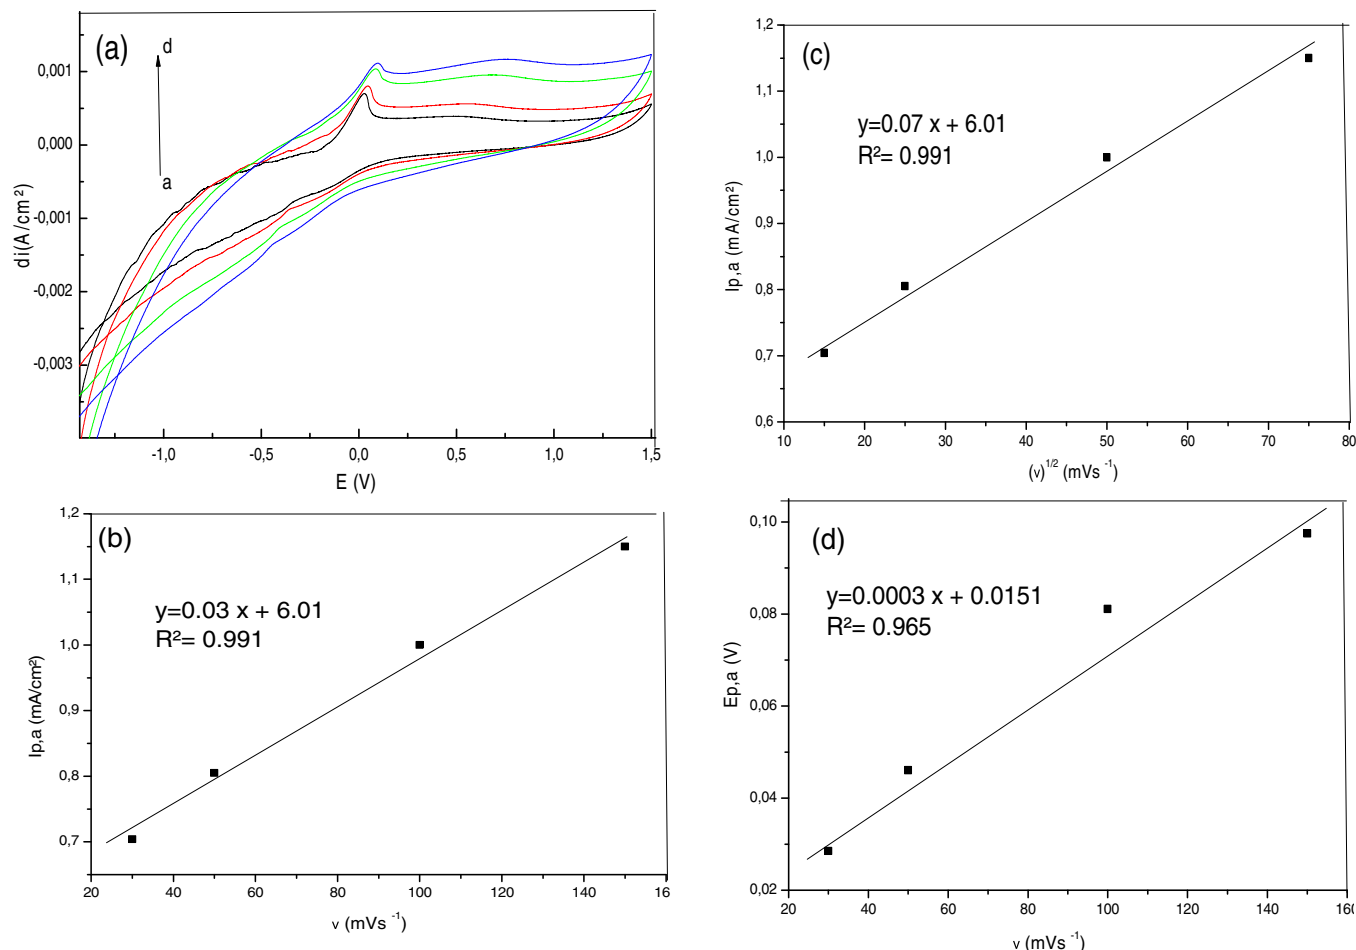 (a)
d
a
0,001
0,000
-0,001
-0,002
-0,003
di(A/cm²)
-1,0 -0,5 0,0 0,5 1,0 1,5
E (V)
(c)
y=0.07 x + 6.01
R²= 0.991
1,2
1,1
1,0
0,9
0,8
0,7
0,6
Ip,a (mA/cm²)
10 20 30 40 50 60 70 80
(ν)^1/2 (mVs⁻¹)
(b)
y=0.03 x + 6.01
R²= 0.991
1,2
1,1
1,0
0,9
0,8
0,7
Ip,a (mA/cm²)
20 40 60 80 100 120 140 16
ν (mVs⁻¹)
(d)
y=0.0003 x + 0.0151
R²= 0.965
0,10
0,08
0,06
0,04
0,02
Ep,a (V)
20 40 60 80 100 120 140 160
ν (mVs⁻¹)